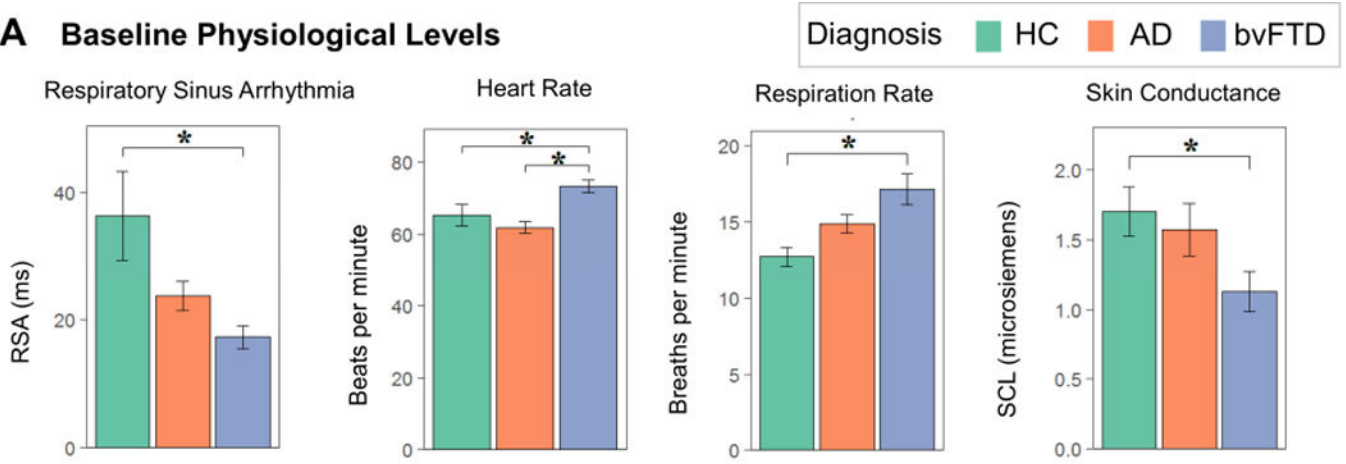 A Baseline Physiological Levels
Diagnosis HC AD bvFTD
Respiratory Sinus Arrhythmia
RSA (ms)
40
20
0
*
Heart Rate
Beats per minute
80
60
40
20
0
*
*
Respiration Rate
Breaths per minute
20
15
10
5
0
*
Skin Conductance
SCL (microsiemens)
2.0
1.5
1.0
0.5
0.0
*